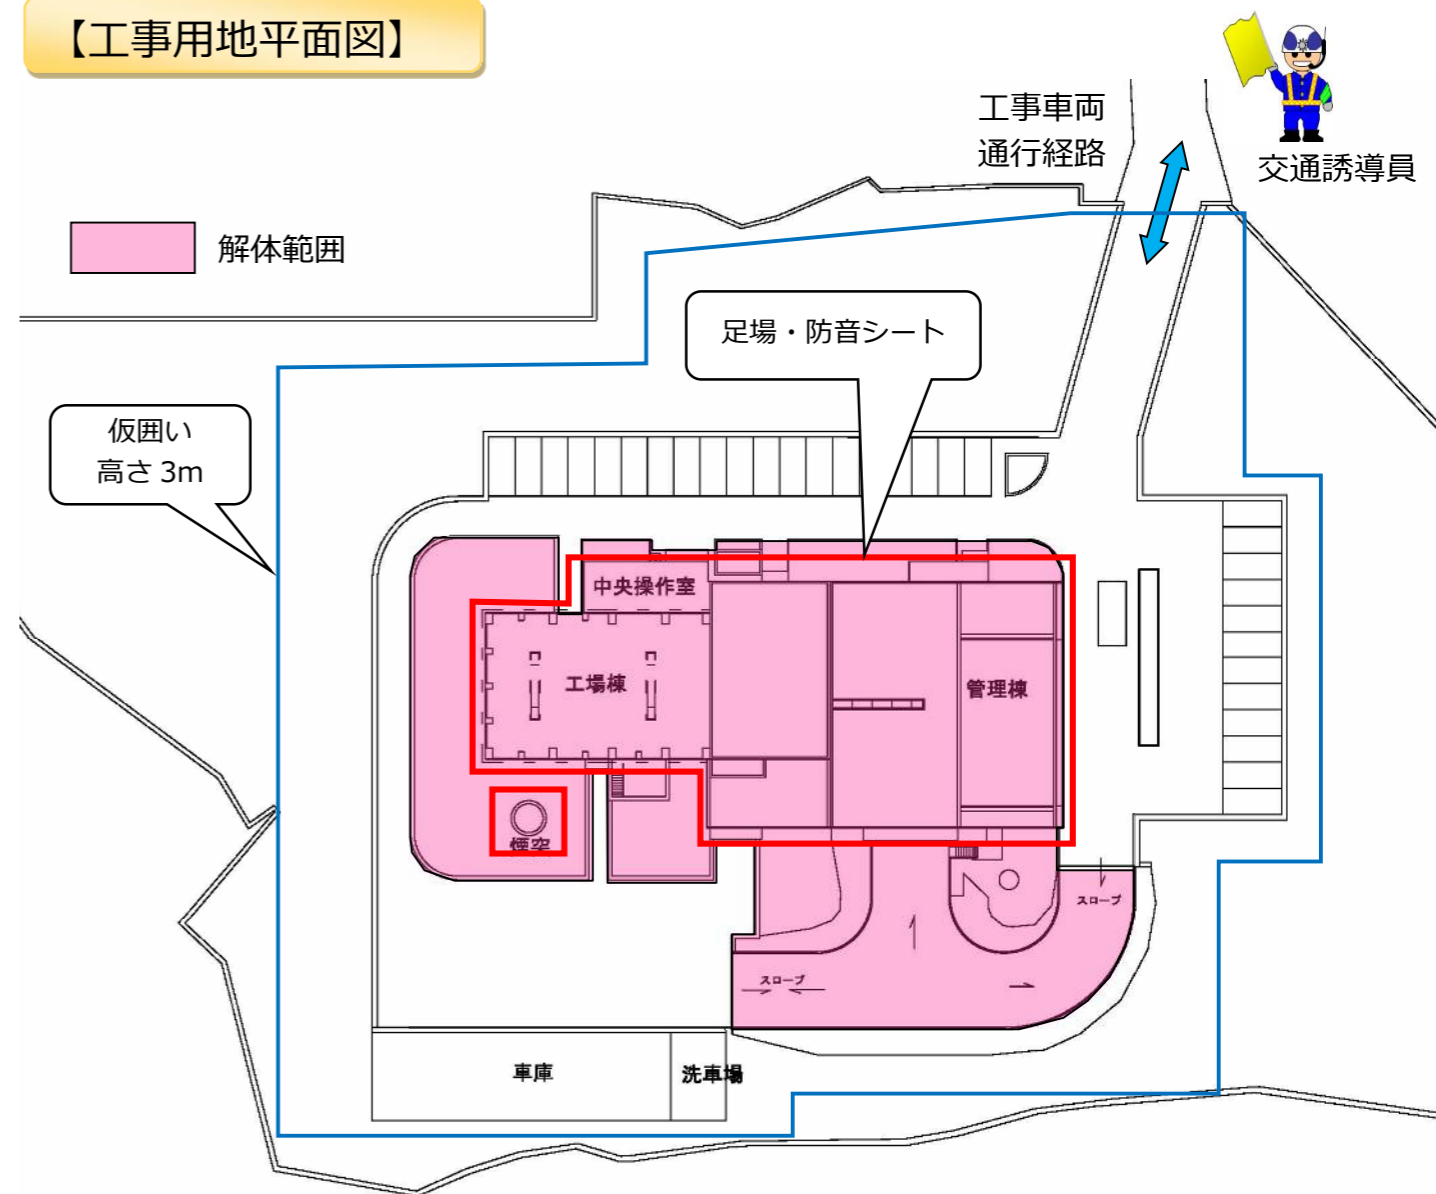 【工事用地平面図】
工事車両
通行経路
交通誘導員
解体範囲
足場・防音シート
仮囲い
高さ3m
中央操作室
工場棟
管理棟
煙突
スロープ
スロープ
車庫
洗車場